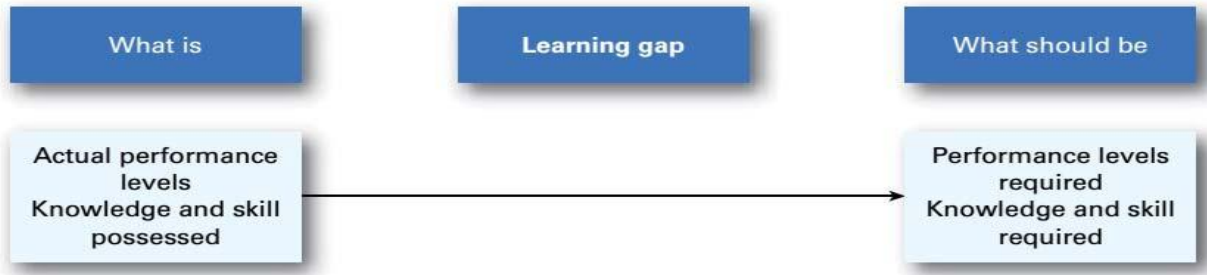 What is
Learning gap
What should be
Actual performance
levels
Knowledge and skill
possessed
Performance levels
required
Knowledge and skill
required